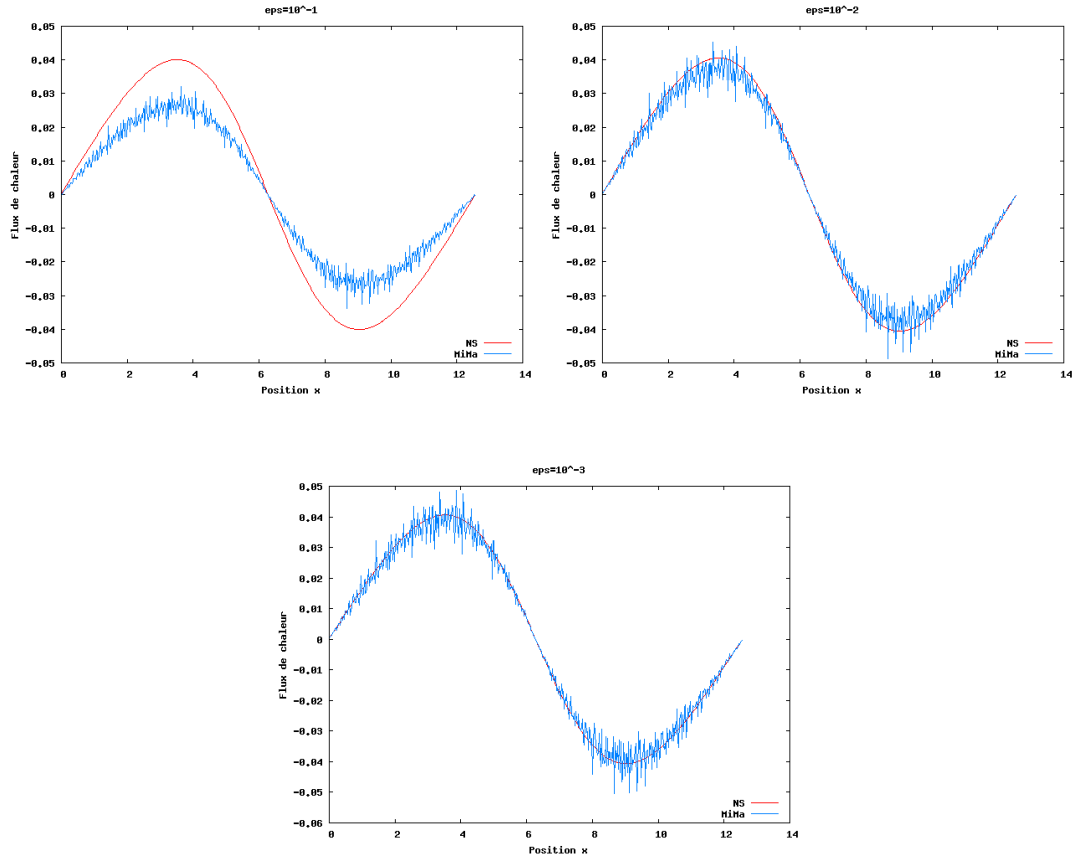 eps=10^-1
0.05
0.04
0.03
0.02
0.01
0
-0.01
-0.02
-0.03
-0.04
-0.05
Flux de chaleur
0 2 4 6 8 10 12 14
Position x
NS
MiMa
eps=10^-2
0.05
0.04
0.03
0.02
0.01
0
-0.01
-0.02
-0.03
-0.04
-0.05
Flux de chaleur
0 2 4 6 8 10 12 14
Position x
NS
MiMa
eps=10^-3
0.05
0.04
0.03
0.02
0.01
0
-0.01
-0.02
-0.03
-0.04
-0.05
-0.06
Flux de chaleur
0 2 4 6 8 10 12 14
Position x
NS
MiMa